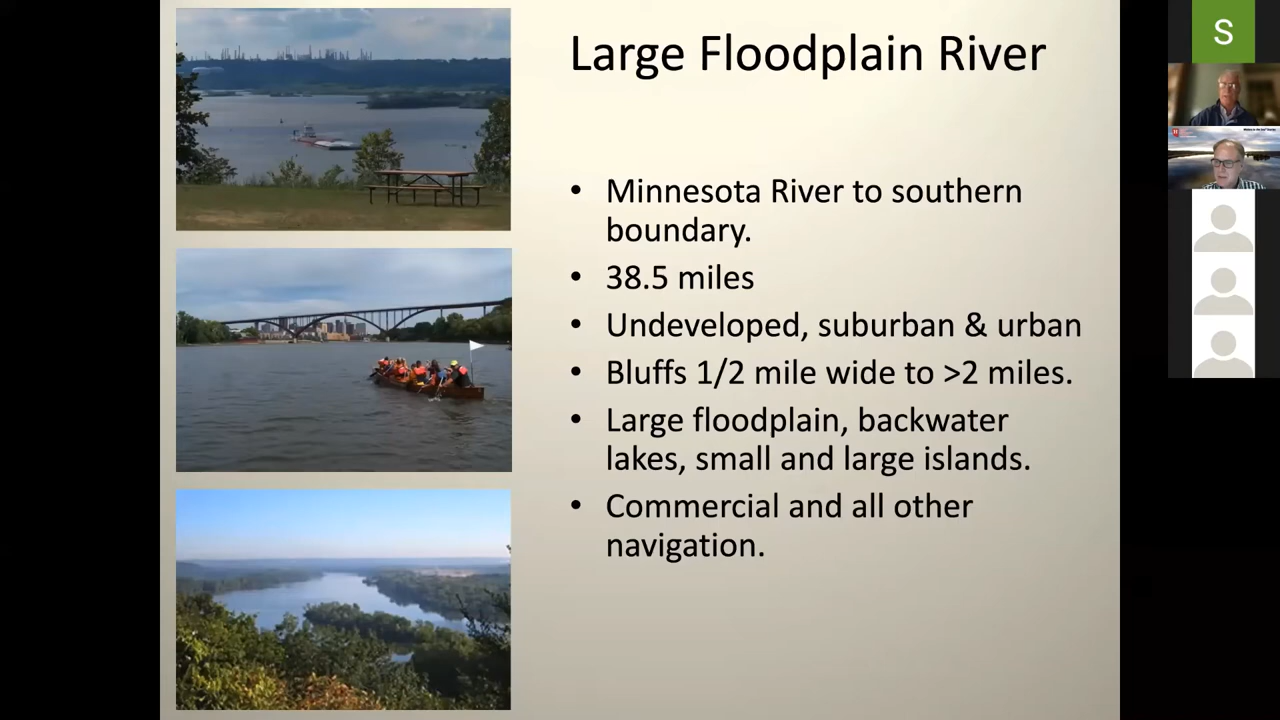 Large Floodplain River
S
• Minnesota River to southern
boundary.
• 38.5 miles
• Undeveloped, suburban & urban
• Bluffs 1/2 mile wide to >2 miles.
• Large floodplain, backwater
lakes, small and large islands.
• Commercial and all other
navigation.